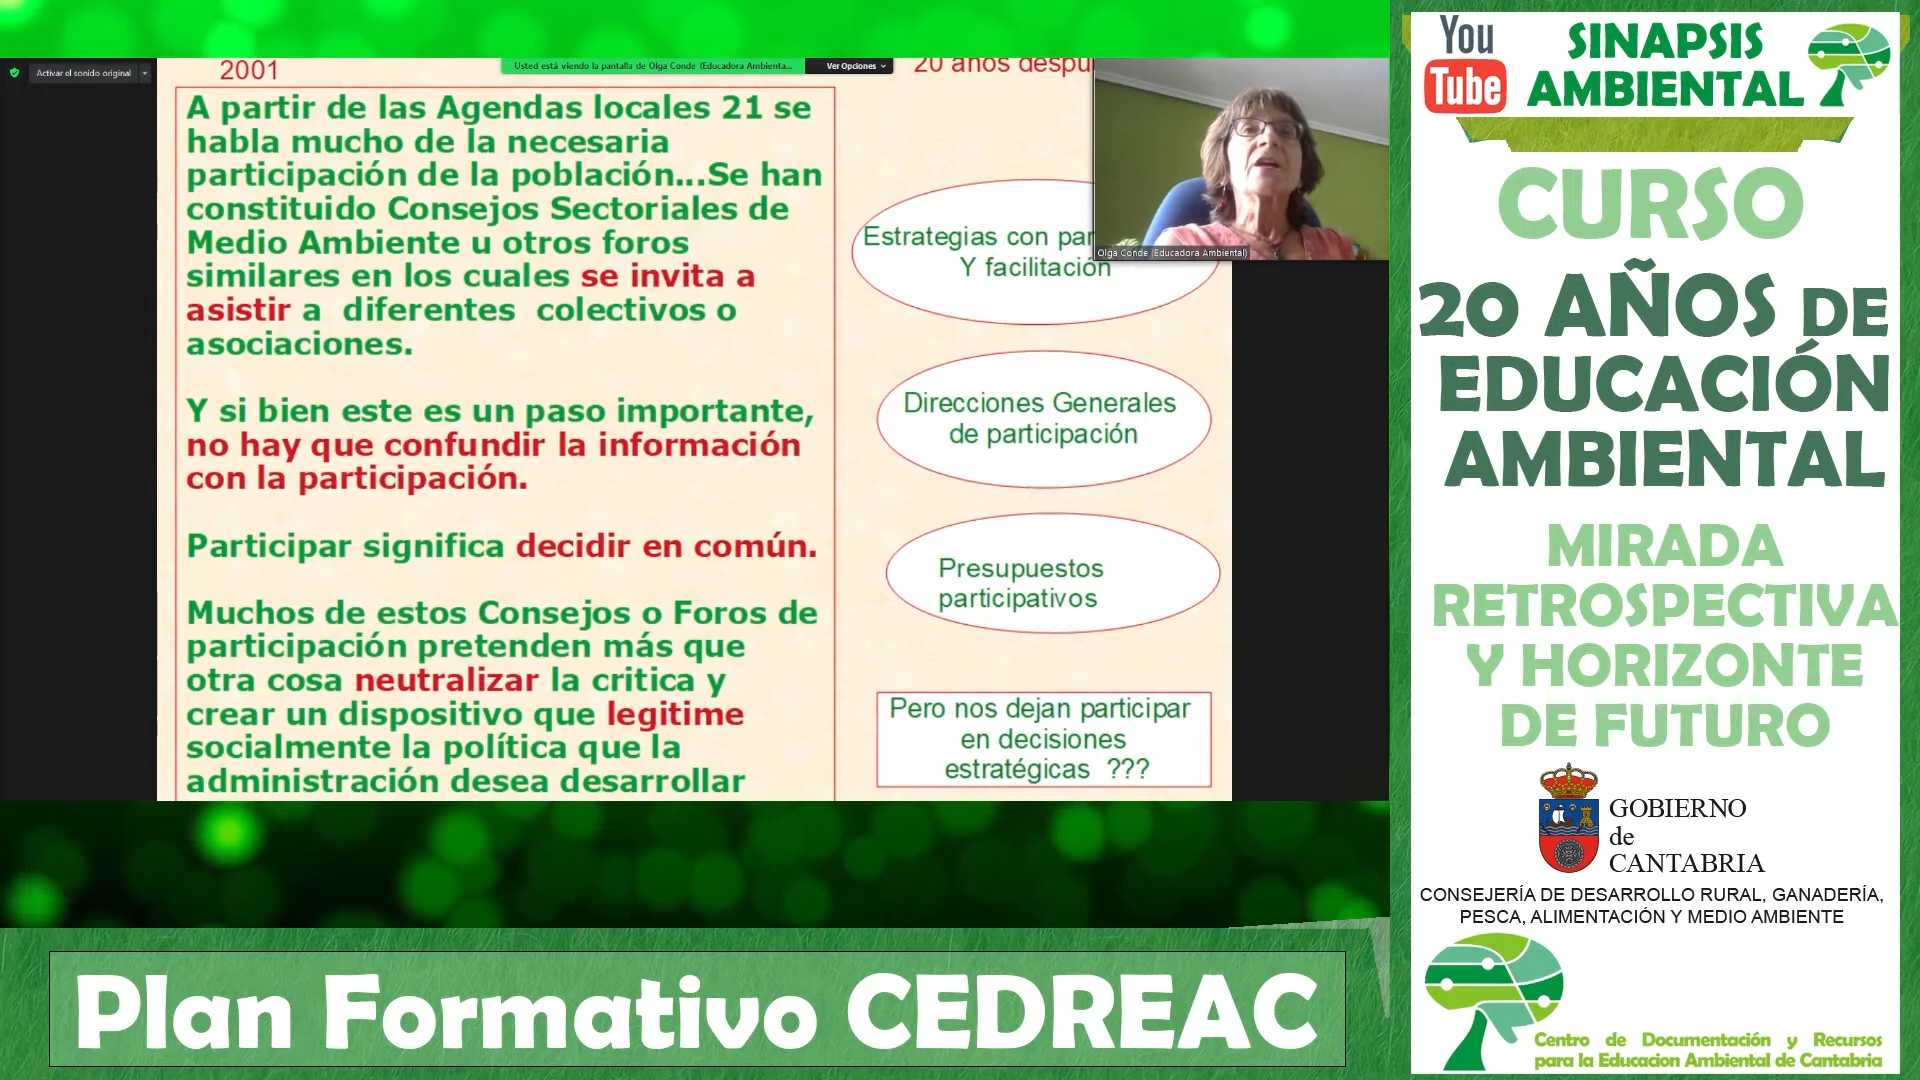 Activar el sonido original
2001
Usted está viendo la pantalla de Olga Conde (Educadora Ambienta...
Ver Opciones
20 años despu
A partir de las Agendas locales 21 se
habla mucho de la necesaria
participación de la población...Se han
constituido Consejos Sectoriales de
Medio Ambiente u otros foros
similares en los cuales se invita a
asistir a diferentes colectivos o
asociaciones.
Y si bien este es un paso importante,
no hay que confundir la información
con la participación.
Participar significa decidir en común.
Muchos de estos Consejos o Foros de
participación pretenden más que
otra cosa neutralizar la critica y
crear un dispositivo que legitime
socialmente la política que la
administración desea desarrollar
Estrategias con par
Y facilitación
Olga Conde (Educadora Ambiental)
Direcciones Generales
de participación
Presupuestos
participativos
Pero nos dejan participar
en decisiones
estratégicas ???
Plan Formativo CEDREAC
You
Tube
SINAPSIS
AMBIENTAL
CURSO
20 AÑOS DE
EDUCACIÓN
AMBIENTAL
MIRADA
RETROSPECTIVA
Y HORIZONTE
DE FUTURO
GOBIERNO
de
CANTABRIA
CONSEJERÍA DE DESARROLLO RURAL, GANADERÍA,
PESCA, ALIMENTACIÓN Y MEDIO AMBIENTE
Centro de Documentación y Recursos
para la Educacion Ambiental de Cantabria